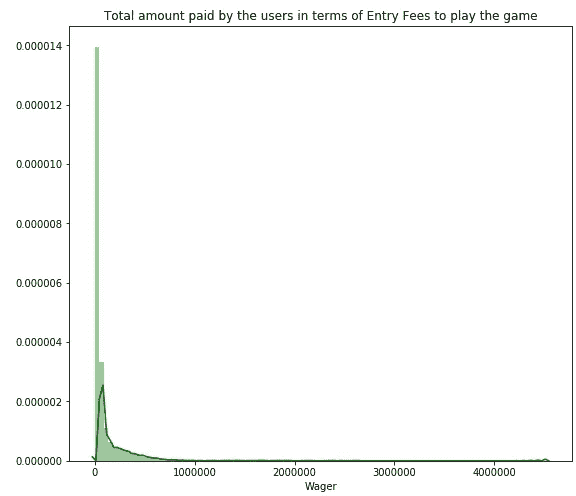 Total amount paid by the users in terms of Entry Fees to play the game
0.000014
0.000012
0.000010
0.000008
0.000006
0.000004
0.000002
0.000000
0 1000000 2000000 3000000 4000000
Wager